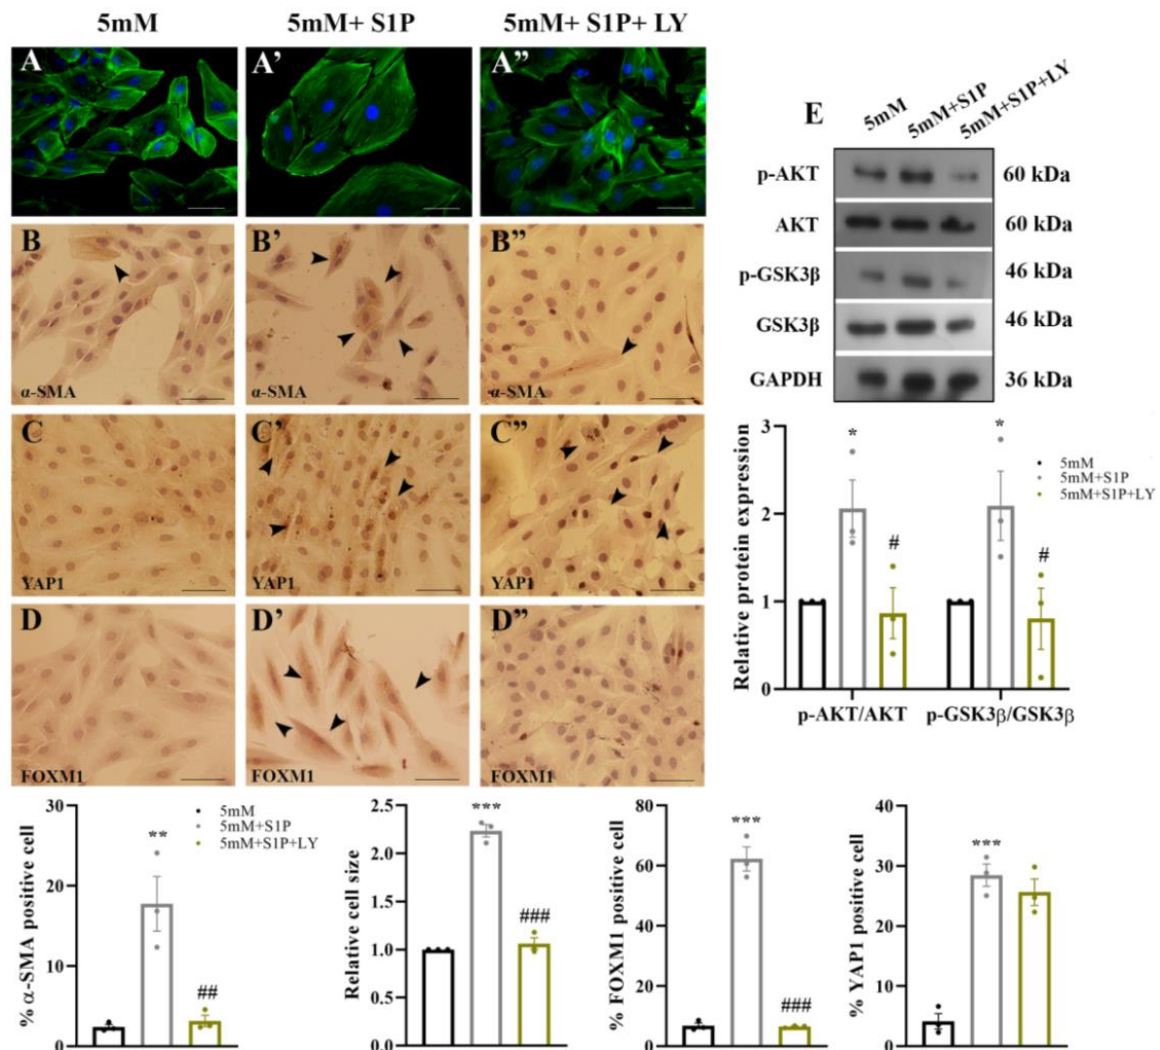 5mM 5mM+ S1P 5mM+ S1P+ LY
A A’ A”
B B’ B”
α-SMA α-SMA α-SMA
C C’ C”
YAP1 YAP1 YAP1
D D’ D”
FOXM1 FOXM1 FOXM1
E 5mM 5mM+S1P 5mM+S1P+LY
p-AKT 60 kDa
AKT 60 kDa
p-GSK3β 46 kDa
GSK3β 46 kDa
GAPDH 36 kDa
Relative protein expression
3
2
1
0
* # * #
5mM
5mM+S1P
5mM+S1P+LY
p-AKT/AKT p-GSK3β/GSK3β
% α-SMA positive cell
30
20
10
0
** ##
5mM
5mM+S1P
5mM+S1P+LY
Relative cell size
2.5
2.0
1.5
1.0
0.5
0.0
*** ###
% FOXM1 positive cell
80
60
40
20
0
*** ###
% YAP1 positive cell
40
30
20
10
0
***